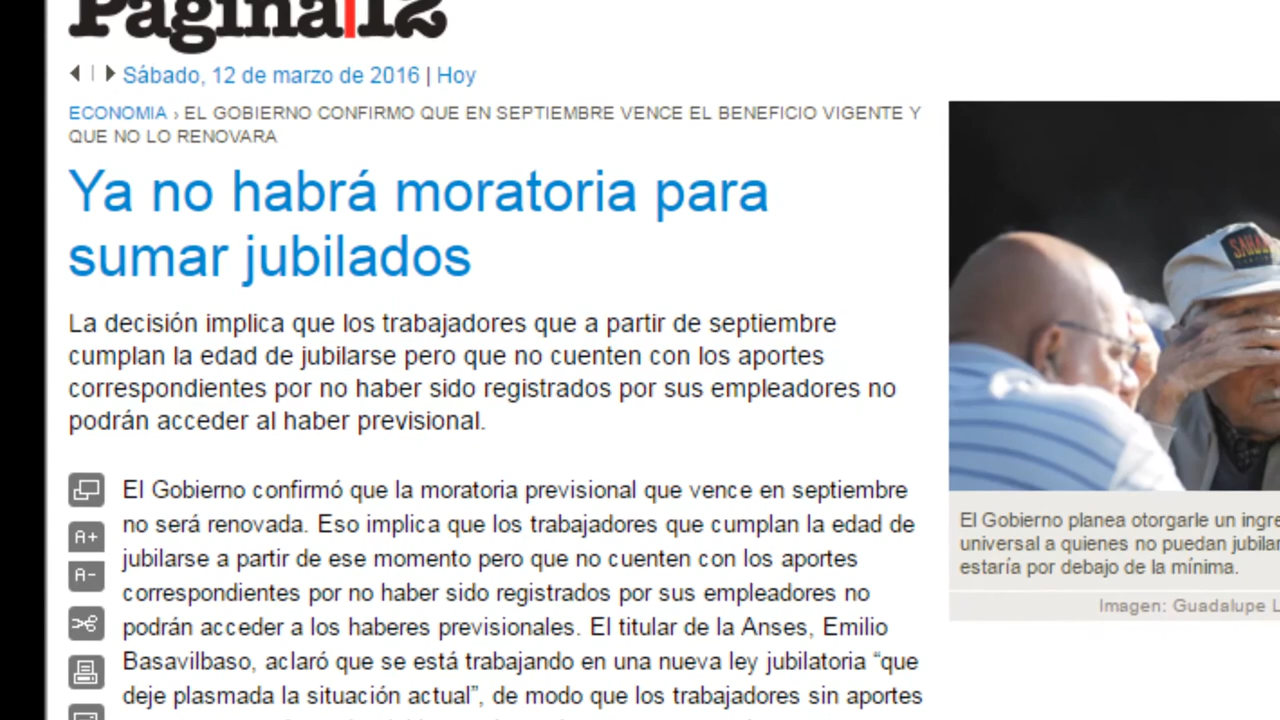 Página|12
Sábado, 12 de marzo de 2016 | Hoy
ECONOMIA › EL GOBIERNO CONFIRMO QUE EN SEPTIEMBRE VENCE EL BENEFICIO VIGENTE Y
QUE NO LO RENOVARA
Ya no habrá moratoria para
sumar jubilados
La decisión implica que los trabajadores que a partir de septiembre
cumplan la edad de jubilarse pero que no cuenten con los aportes
correspondientes por no haber sido registrados por sus empleadores no
podrán acceder al haber previsional.
El Gobierno confirmó que la moratoria previsional que vence en septiembre
no será renovada. Eso implica que los trabajadores que cumplan la edad de
A+
jubilarse a partir de ese momento pero que no cuenten con los aportes
A-
correspondientes por no haber sido registrados por sus empleadores no
podrán acceder a los haberes previsionales. El titular de la Anses, Emilio
Basavilbaso, aclaró que se está trabajando en una nueva ley jubilatoria “que
deje plasmada la situación actual”, de modo que los trabajadores sin aportes
El Gobierno planea otorgarle un ingre
universal a quienes no puedan jubilar
estaría por debajo de la mínima.
Imagen: Guadalupe L